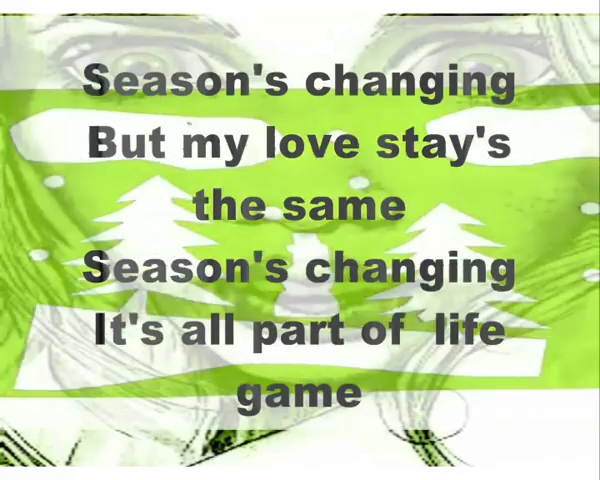 Season's changing
But my love stay's
the same
Season's changing
It's all part of life
game